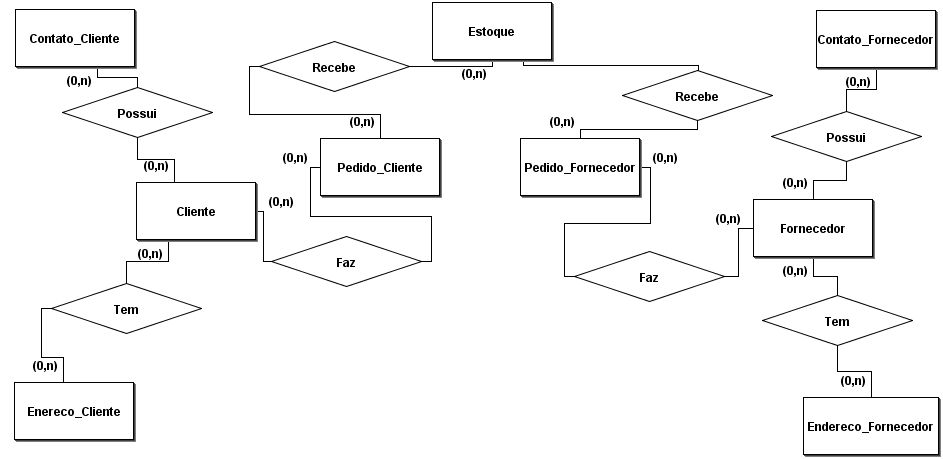 Estoque
Contato_Cliente
Contato_Fornecedor
Recebe
(0,n)
(0,n)
Recebe
Possui
(0,n)
(0,n)
Possui
(0,n)
(0,n)
(0,n)
Pedido_Cliente
Pedido_Fornecedor
(0,n)
(0,n)
Cliente
(0,n)
(0,n)
Fornecedor
(0,n)
Faz
Faz
(0,n)
Tem
Tem
(0,n)
(0,n)
Enereco_Cliente
Endereco_Fornecedor